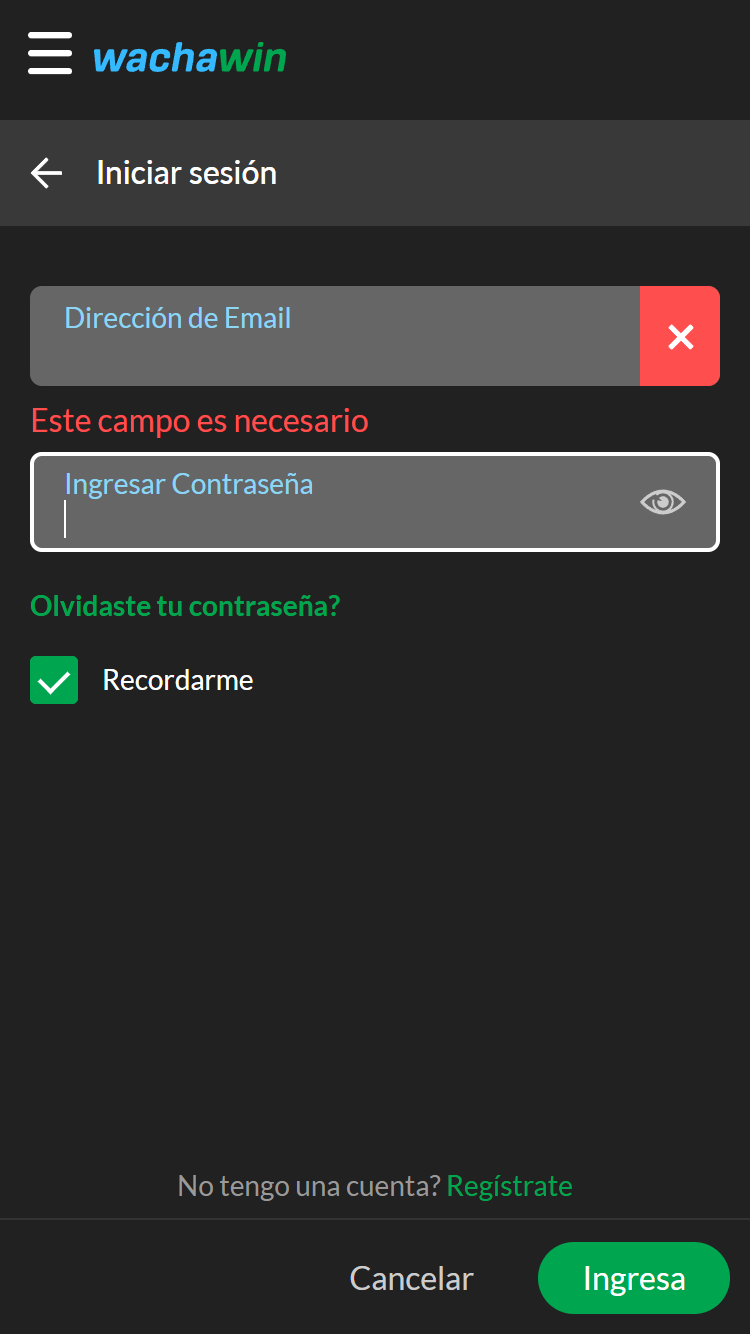 wachawin
Iniciar sesión
Dirección de Email
Este campo es necesario
Ingresar Contraseña
Olvidaste tu contraseña?
Recordarme
No tengo una cuenta? Regístrate
Cancelar
Ingresa